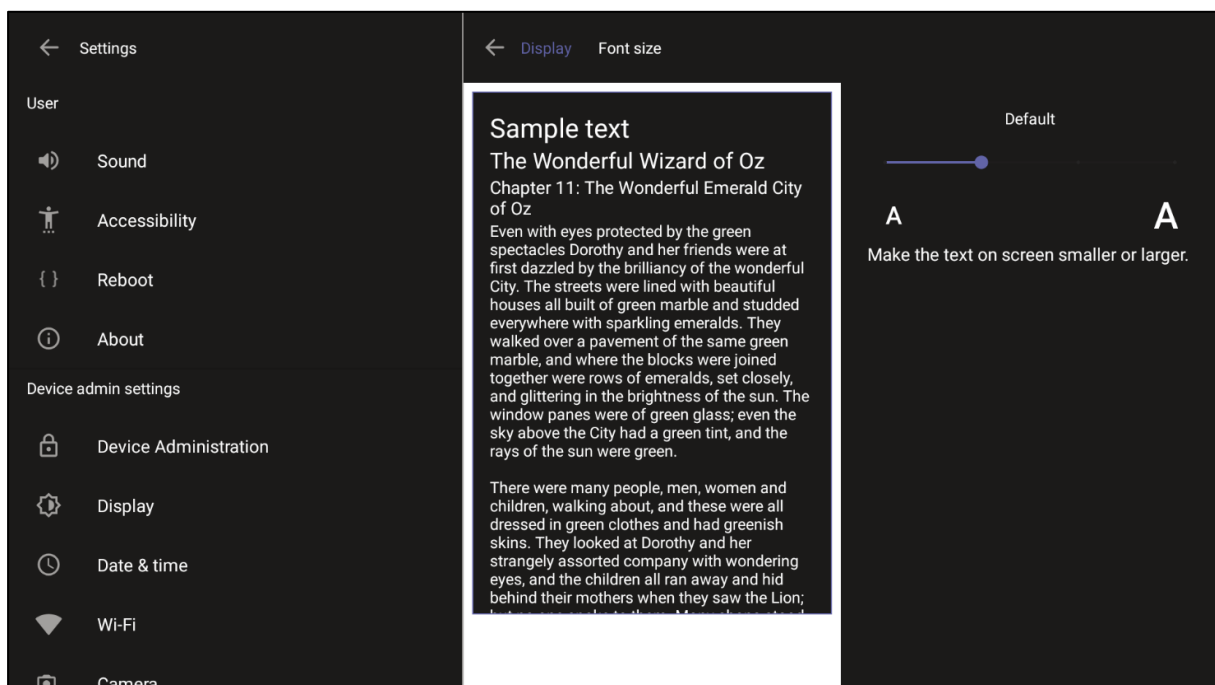 Settings
User
Sound
Accessibility
Reboot
About
Device admin settings
Device Administration
Display
Date & time
Wi-Fi
Camera
Display Font size
Sample text
The Wonderful Wizard of Oz
Chapter 11: The Wonderful Emerald City
of Oz
Even with eyes protected by the green
spectacles Dorothy and her friends were at
first dazzled by the brilliancy of the wonderful
City. The streets were lined with beautiful
houses all built of green marble and studded
everywhere with sparkling emeralds. They
walked over a pavement of the same green
marble, and where the blocks were joined
together were rows of emeralds, set closely,
and glittering in the brightness of the sun. The
window panes were of green glass; even the
sky above the City had a green tint, and the
rays of the sun were green.
There were many people, men, women and
children, walking about, and these were all
dressed in green clothes and had greenish
skins. They looked at Dorothy and her
strangely assorted company with wondering
eyes, and the children all ran away and hid
behind their mothers when they saw the Lion;
Default
A A
Make the text on screen smaller or larger.